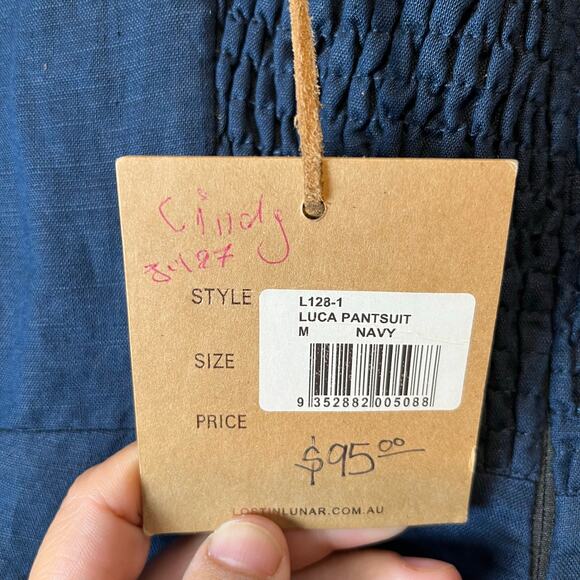 Cindy
STYLE
L128-1
LUCA PANTSUIT
M NAVY
SIZE
9 352882 005088
PRICE
$95.00
LOSTINLUNAR.COM.AU